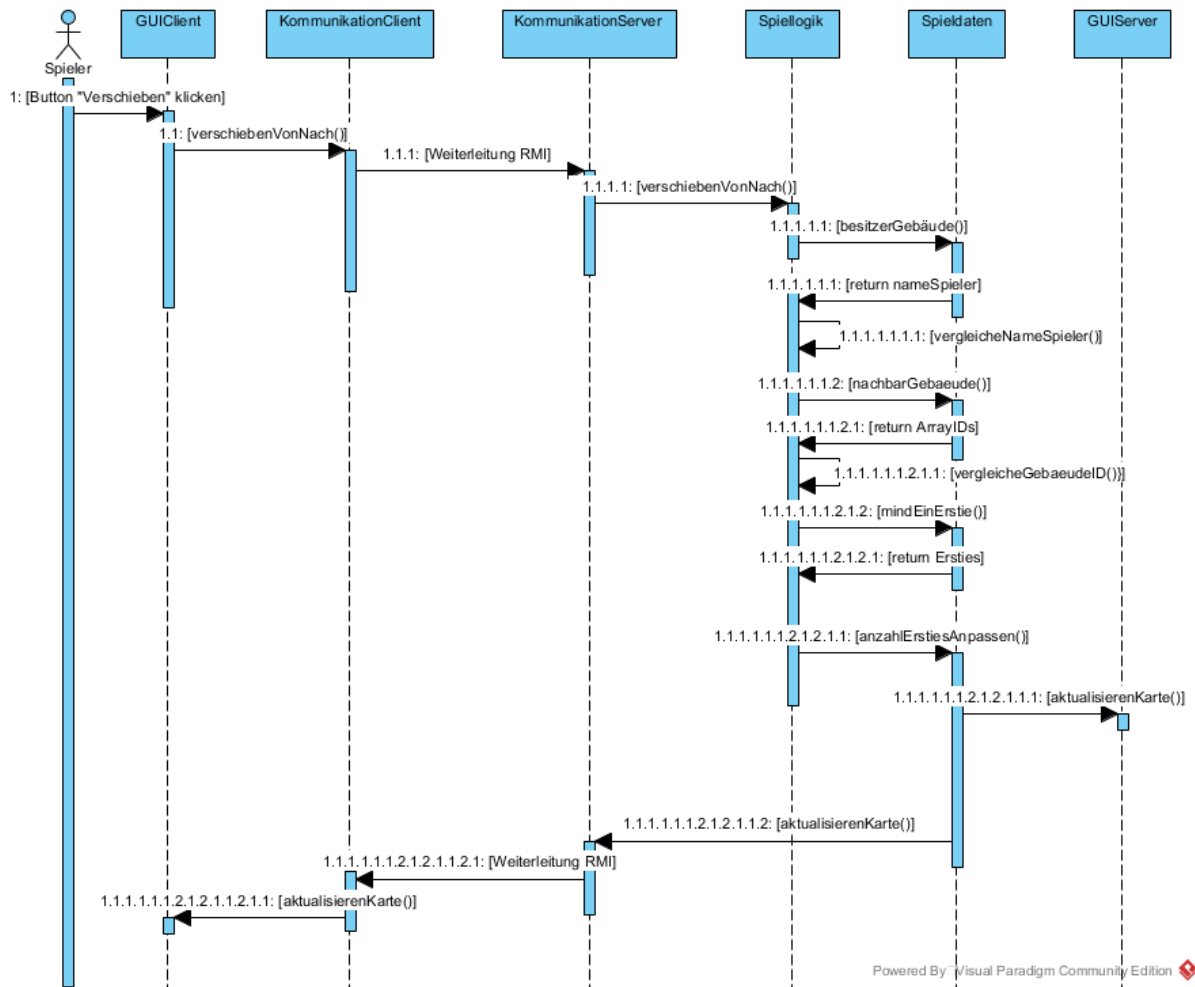 GUIClient
KommunikationClient
KommunikationServer
Spiellogik
Spieldaten
GUIServer
Spieler
1: [Button "Verschieben" klicken]
1.1: [verschiebenVonNach()]
1.1.1: [Weiterleitung RMI]
1.1.1.1: [verschiebenVonNach()]
1.1.1.1.1: [besitzerGebäude()]
1.1.1.1.1.1: [return nameSpieler]
1.1.1.1.1.1.1: [vergleicheNameSpieler()]
1.1.1.1.1.1.2: [nachbarGebaeude()]
1.1.1.1.1.1.2.1: [return ArrayIDs]
1.1.1.1.1.1.2.1.1: [vergleicheGebaeudeID()}]
1.1.1.1.1.1.2.1.2: [mindEinErstie()]
1.1.1.1.1.1.2.1.2.1: [return Ersties]
1.1.1.1.1.1.2.1.2.1.1: [anzahlErstiesAnpassen()]
1.1.1.1.1.1.2.1.2.1.1.1: [aktualisierenKarte()]
1.1.1.1.1.1.2.1.2.1.1.2: [aktualisierenKarte()]
1.1.1.1.1.1.2.1.2.1.1.2.1: [Weiterleitung RMI]
1.1.1.1.1.1.2.1.2.1.1.2.1.1: [aktualisierenKarte()]
Powered By Visual Paradigm Community Edition